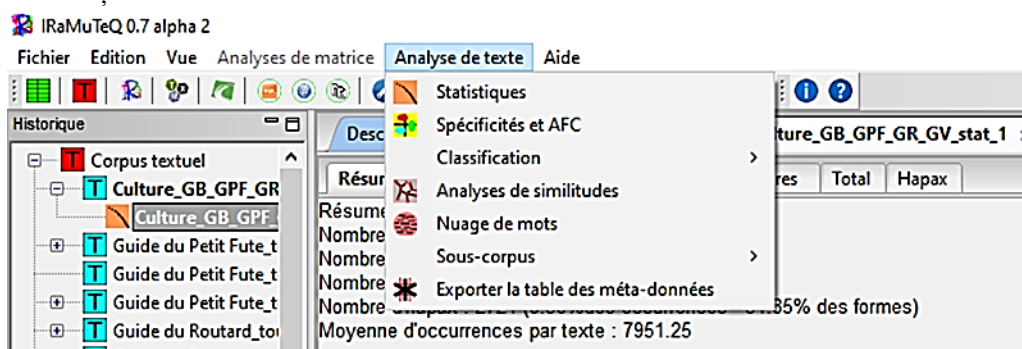 IRaMuTeQ 0.7 alpha 2
Fichier Edition Vue Analyses de matrice Analyse de texte Aide
Historique
Corpus textuel
Culture_GB_GPF_GR
Culture_GB_GPF_
Guide du Petit Fute_t
Guide du Petit Fute_t
Guide du Petit Fute_t
Guide du Routard_tou
Statistiques
Spécificités et AFC
Classification
Analyses de similitudes
Nuage de mots
Sous-corpus
Exporter la table des méta-données
Desc ture_GB_GPF_GR_GV_stat_1
Résur res Total Hapax
Résumé
Nombre
Nombre
Nombre
Nombre des formes)
Moyenne d'occurrences par texte : 7951.25